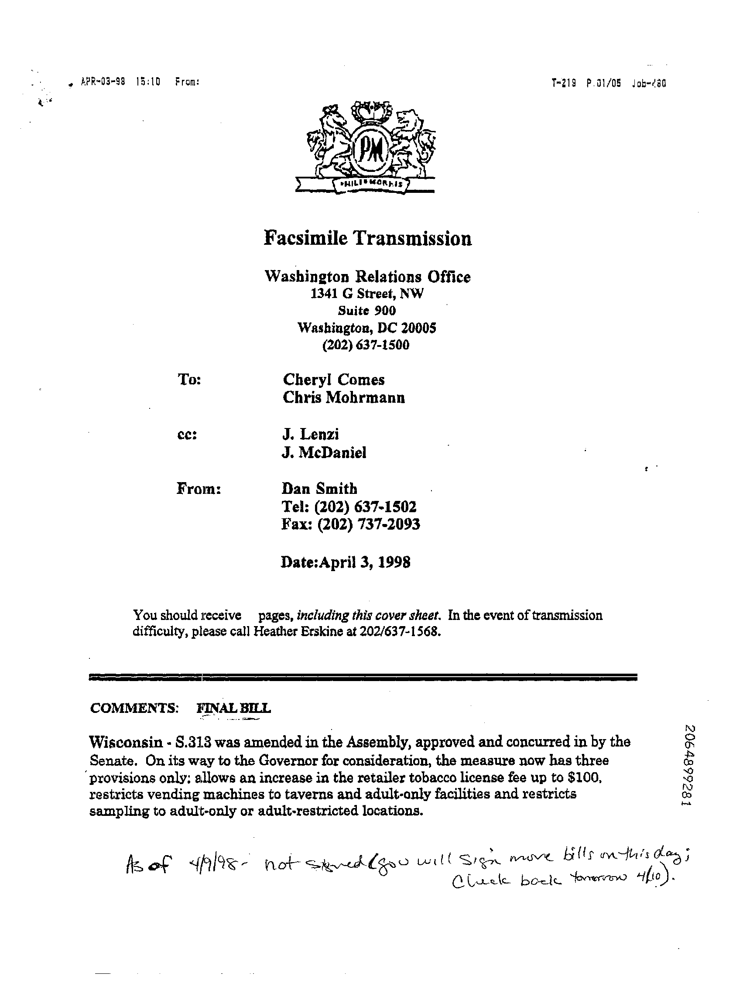 APR-03-98 15:10 From:
T-219 P.01/05 Job-480
PM
PHILIP MORRIS
Facsimile Transmission
Washington Relations Office
1341 G Street, NW
Suite 900
Washington, DC 20005
(202) 637-1500
To: Cheryl Comes
Chris Mohrmann
cc: J. Lenzi
J. McDaniel
From: Dan Smith
Tel: (202) 637-1502
Fax: (202) 737-2093
Date:April 3, 1998
You should receive pages, including this cover sheet. In the event of transmission
difficulty, please call Heather Erskine at 202/637-1568.
COMMENTS: FINAL BILL
Wisconsin - S.313 was amended in the Assembly, approved and concurred in by the
Senate. On its way to the Governor for consideration, the measure now has three
provisions only: allows an increase in the retailer tobacco license fee up to $100,
restricts vending machines to taverns and adult-only facilities and restricts
sampling to adult-only or adult-restricted locations.
As of 4/9/98 - not signed (gov will sign more bills on this day;
Check back tomorrow 4/10).
2064899281